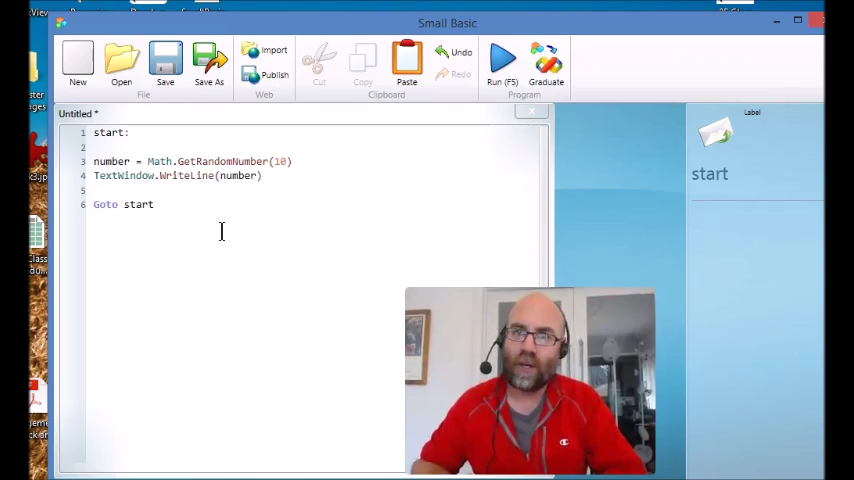 Small Basic
New
Open
Save
Save As
Import
Publish
Cut
Copy
Paste
Undo
Redo
Run (F5)
Graduate
File
Web
Clipboard
Program
Untitled *
Label
start
1 start:
2
3 number = Math.GetRandomNumber(10)
4 TextWindow.WriteLine(number)
5
6 Goto start